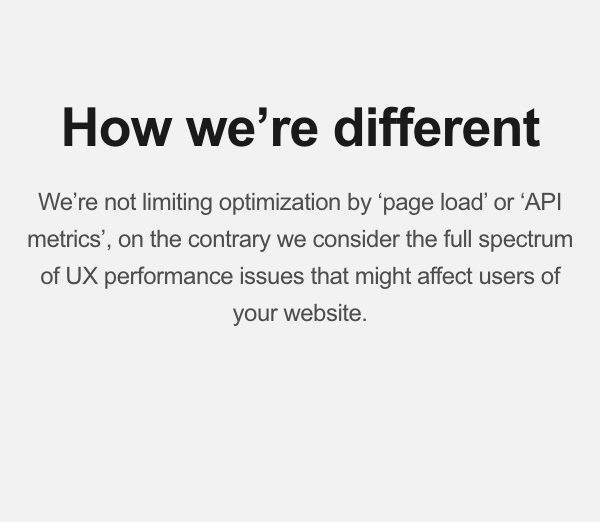 How we’re different
We’re not limiting optimization by ‘page load’ or ‘API
metrics’, on the contrary we consider the full spectrum
of UX performance issues that might affect users of
your website.